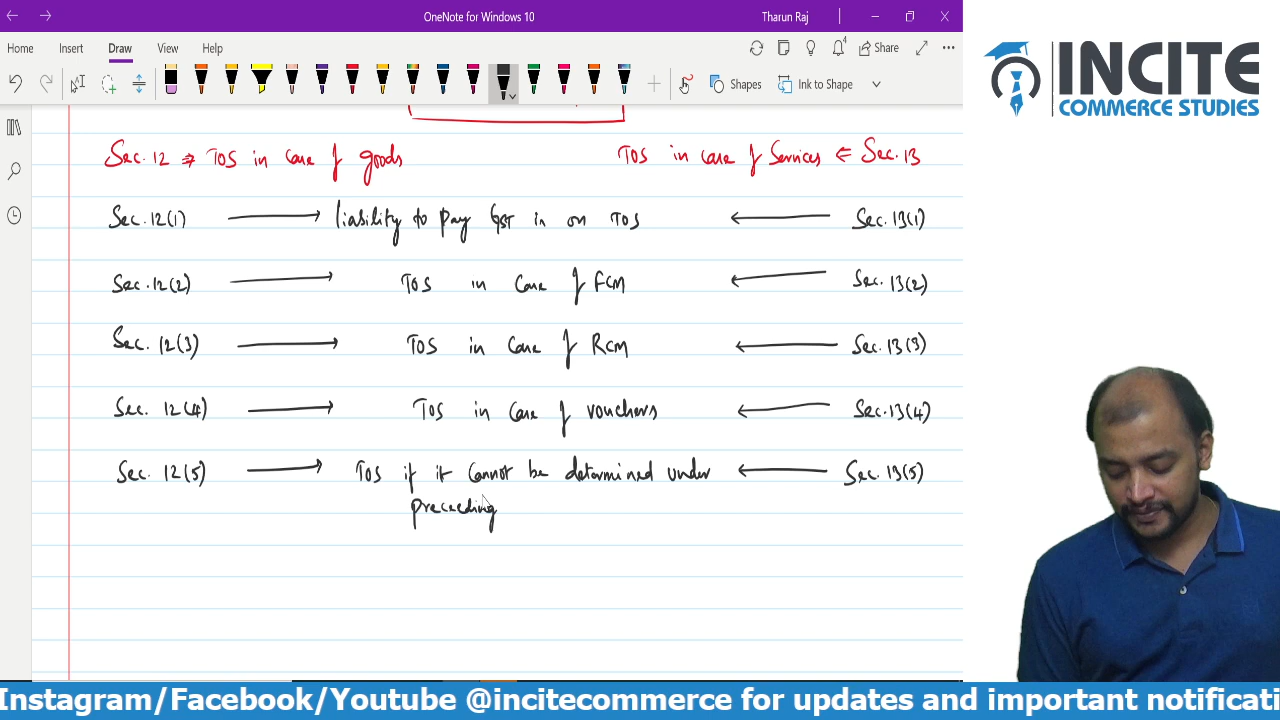 OneNote for Windows 10
Tharun Raj
Home Insert Draw View Help
4 Share
Shapes Ink to Shape
INCITE
COMMERCE STUDIES
Sec.12 ⇒ TOS in case of goods
TOS in case of Services ⇐ Sec.13
Sec.12(1) → liability to pay GST in on TOS ← Sec.13(1)
Sec.12(2) → TOS in case of FCM ← Sec.13(2)
Sec.12(3) → TOS in case of RCM ← Sec.13(3)
Sec. 12(4) → TOS in case of vouchers ← Sec.13(4)
Sec. 12(5) → TOS if it cannot be determined under ← Sec.13(5)
preceeding
Instagram/Facebook/Youtube @incitecommerce for updates and important notificati